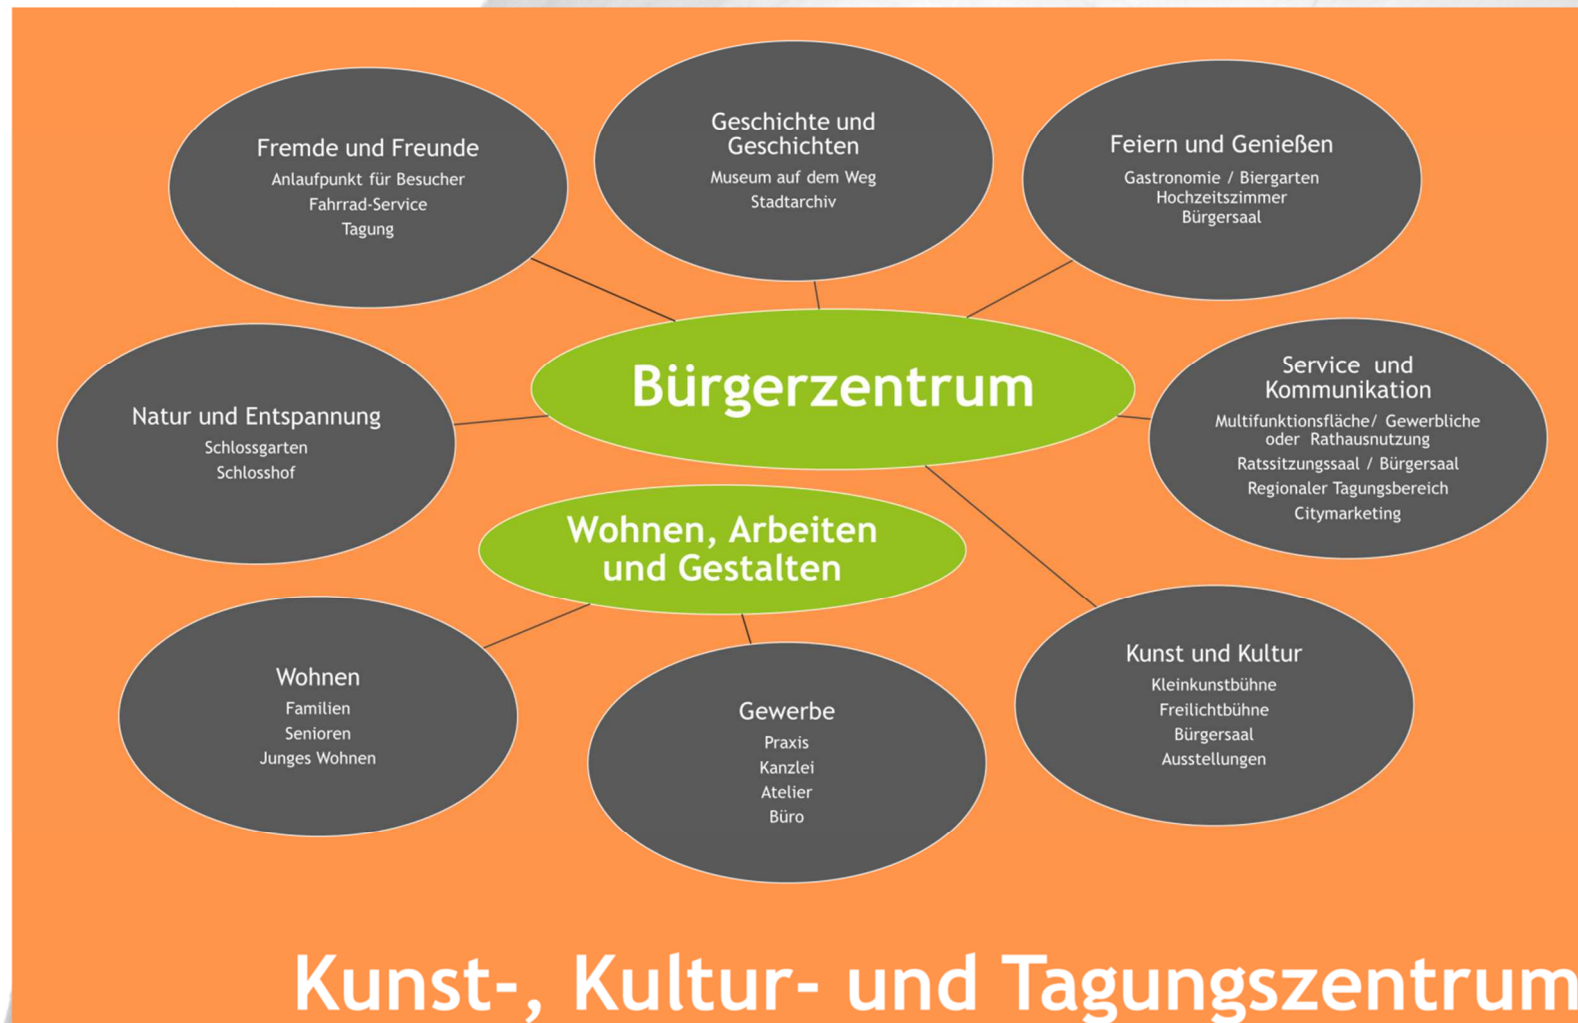 Fremde und Freunde
Anlaufpunkt für Besucher
Fahrrad-Service
Tagung
Geschichte und
Geschichten
Museum auf dem Weg
Stadtarchiv
Feiern und Genießen
Gastronomie / Biergarten
Hochzeitszimmer
Bürgersaal
Bürgerzentrum
Natur und Entspannung
Schlossgarten
Schlosshof
Service und
Kommunikation
Multifunktionsfläche/ Gewerbliche
oder Rathausnutzung
Ratssitzungssaal / Bürgersaal
Regionaler Tagungsbereich
Citymarketing
Wohnen, Arbeiten
und Gestalten
Wohnen
Familien
Senioren
Junges Wohnen
Gewerbe
Praxis
Kanzlei
Atelier
Büro
Kunst und Kultur
Kleinkunstbühne
Freilichtbühne
Bürgersaal
Ausstellungen
Kunst-, Kultur- und Tagungszentrum